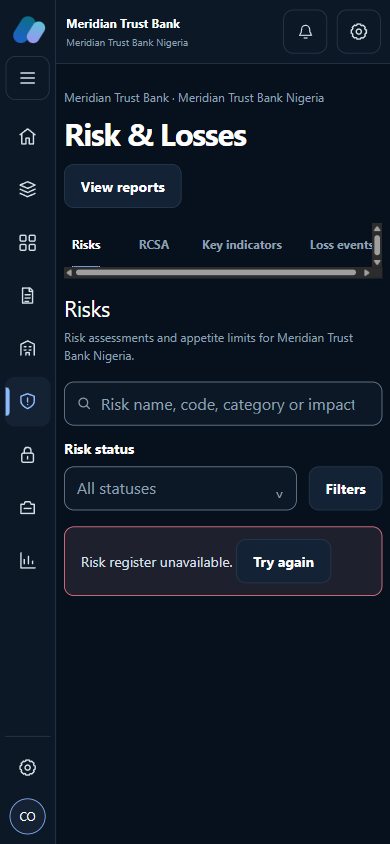 Meridian Trust Bank
Meridian Trust Bank Nigeria
Meridian Trust Bank · Meridian Trust Bank Nigeria
Risk & Losses
View reports
Risks RCSA Key indicators Loss events
Risks
Risk assessments and appetite limits for Meridian Trust
Bank Nigeria.
Risk name, code, category or impact
Risk status
All statuses v
Filters
Risk register unavailable. Try again
CO